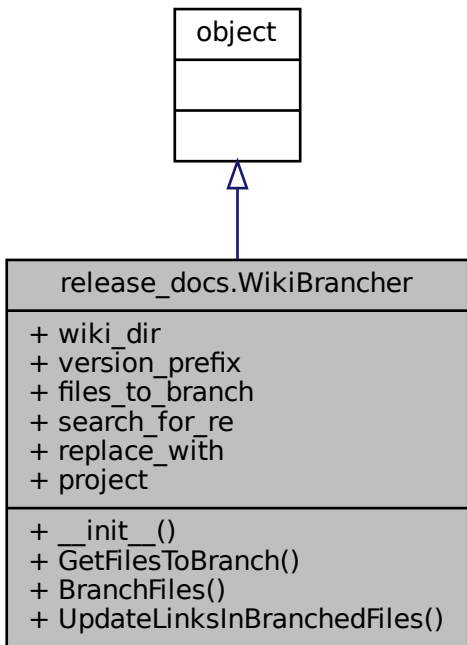 object
release_docs.WikiBrancher
+ wiki_dir
+ version_prefix
+ files_to_branch
+ search_for_re
+ replace_with
+ project
+ __init__()
+ GetFilesToBranch()
+ BranchFiles()
+ UpdateLinksInBranchedFiles()